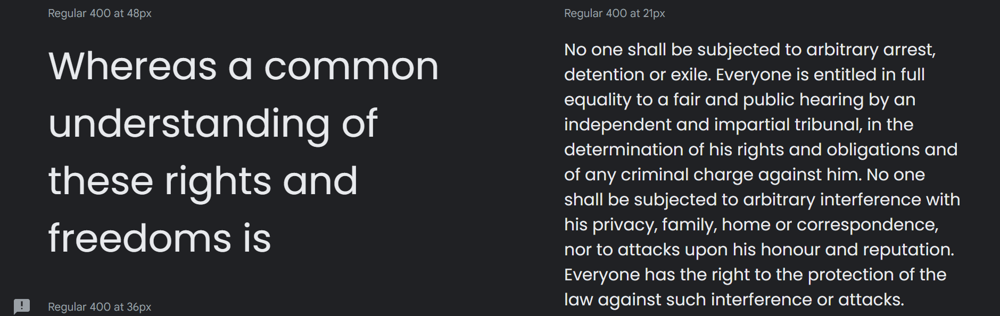 Regular 400 at 48px
Whereas a common
understanding of
these rights and
freedoms is
Regular 400 at 36px
Regular 400 at 21px
No one shall be subjected to arbitrary arrest,
detention or exile. Everyone is entitled in full
equality to a fair and public hearing by an
independent and impartial tribunal, in the
determination of his rights and obligations and
of any criminal charge against him. No one
shall be subjected to arbitrary interference with
his privacy, family, home or correspondence,
nor to attacks upon his honour and reputation.
Everyone has the right to the protection of the
law against such interference or attacks.